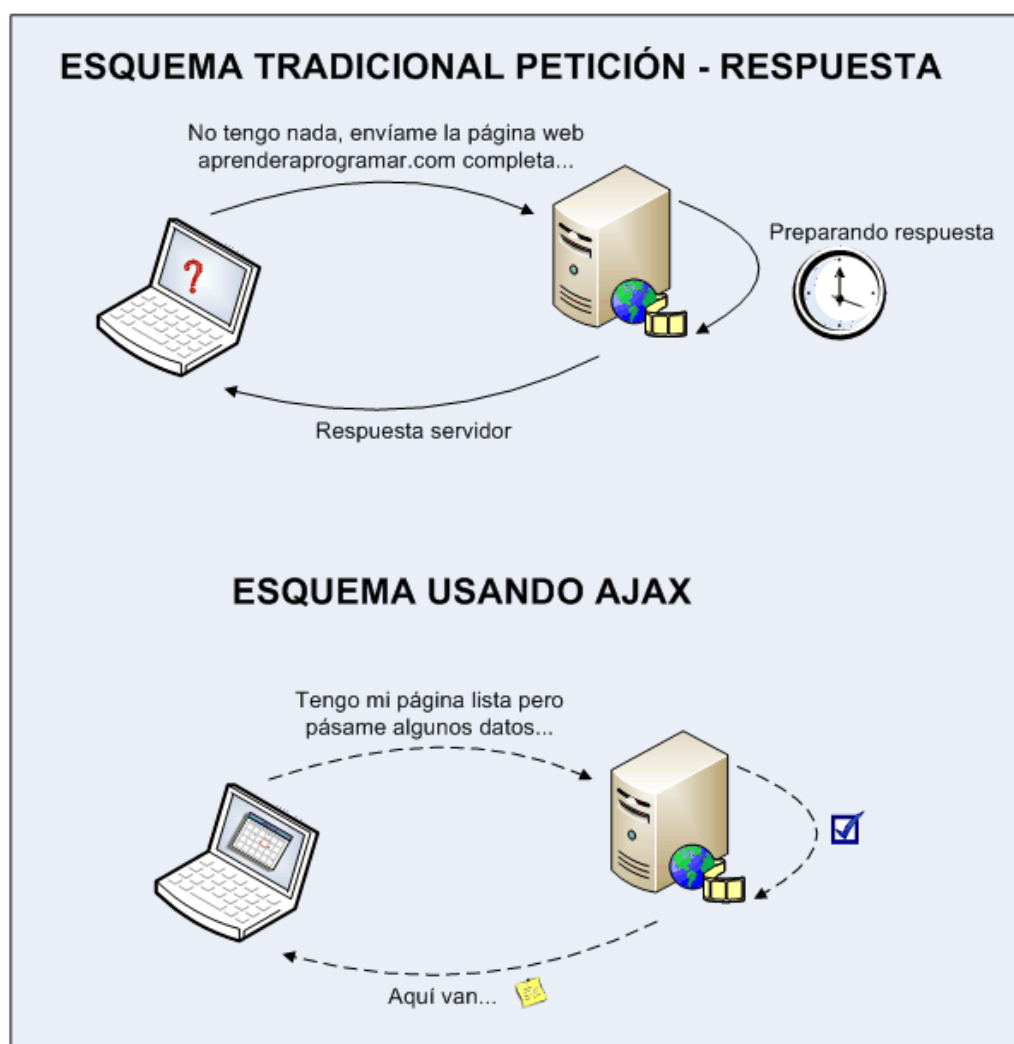 ESQUEMA TRADICIONAL PETICIÓN - RESPUESTA
No tengo nada, envíame la página web
aprenderaprogramar.com completa...
Preparando respuesta
?
Respuesta servidor
ESQUEMA USANDO AJAX
Tengo mi página lista pero
pásame algunos datos...
Aquí van...